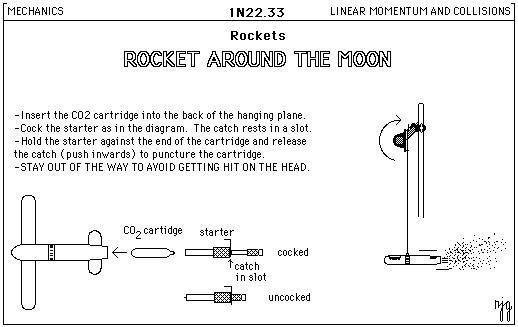 MECHANICS
1N22.33
LINEAR MOMENTUM AND COLLISIONS
Rockets
ROCKET AROUND THE MOON
-Insert the CO2 cartridge into the back of the hanging plane.
-Cock the starter as in the diagram. The catch rests in a slot.
-Hold the starter against the end of the cartridge and release
the catch (push inwards) to puncture the cartridge.
-STAY OUT OF THE WAY TO AVOID GETTING HIT ON THE HEAD.
CO2 cartidge
starter
cocked
catch
in slot
uncocked
njg